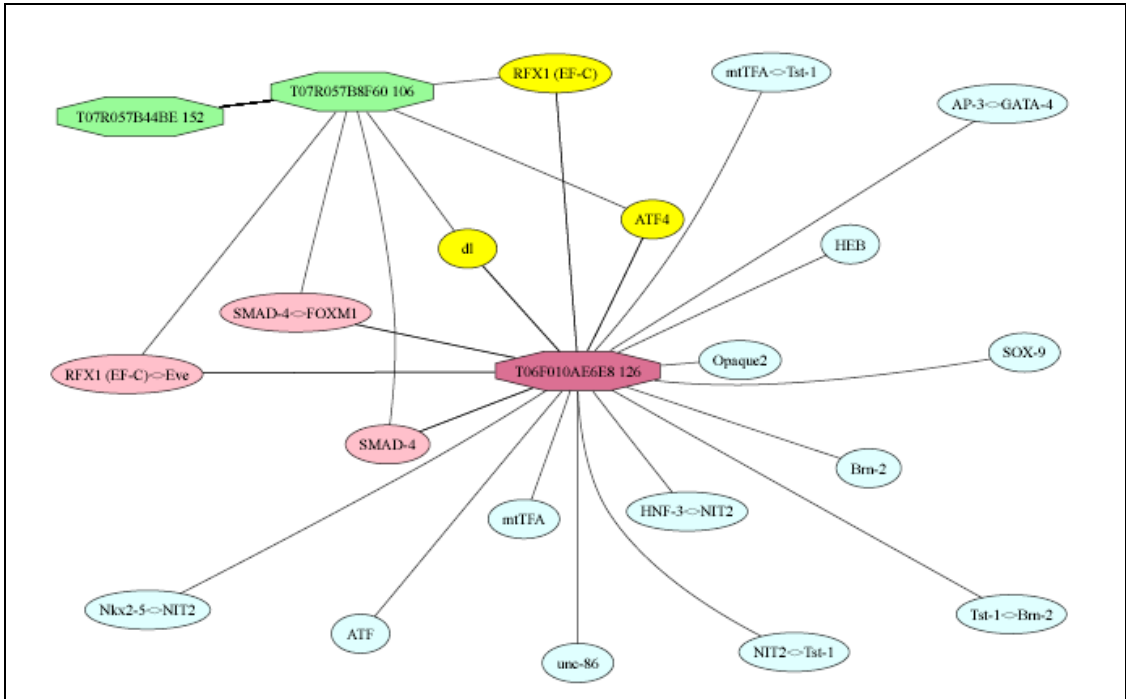 RFX1 (EF-C)
mtTFA<>Tst-1
T07R057B8F60 106
AP-3<>GATA-4
T07R057B44BE 152
ATF4
HEB
dl
SMAD-4<>FOXM1
SOX-9
Opaque2
T06F010AE6E8 126
RFX1 (EF-C)<>Eve
SMAD-4
Brn-2
HNF-3<>NIT2
mtTFA
Nkx2-5<>NIT2
Tst-1<>Brn-2
ATF
NIT2<>Tst-1
unc-86